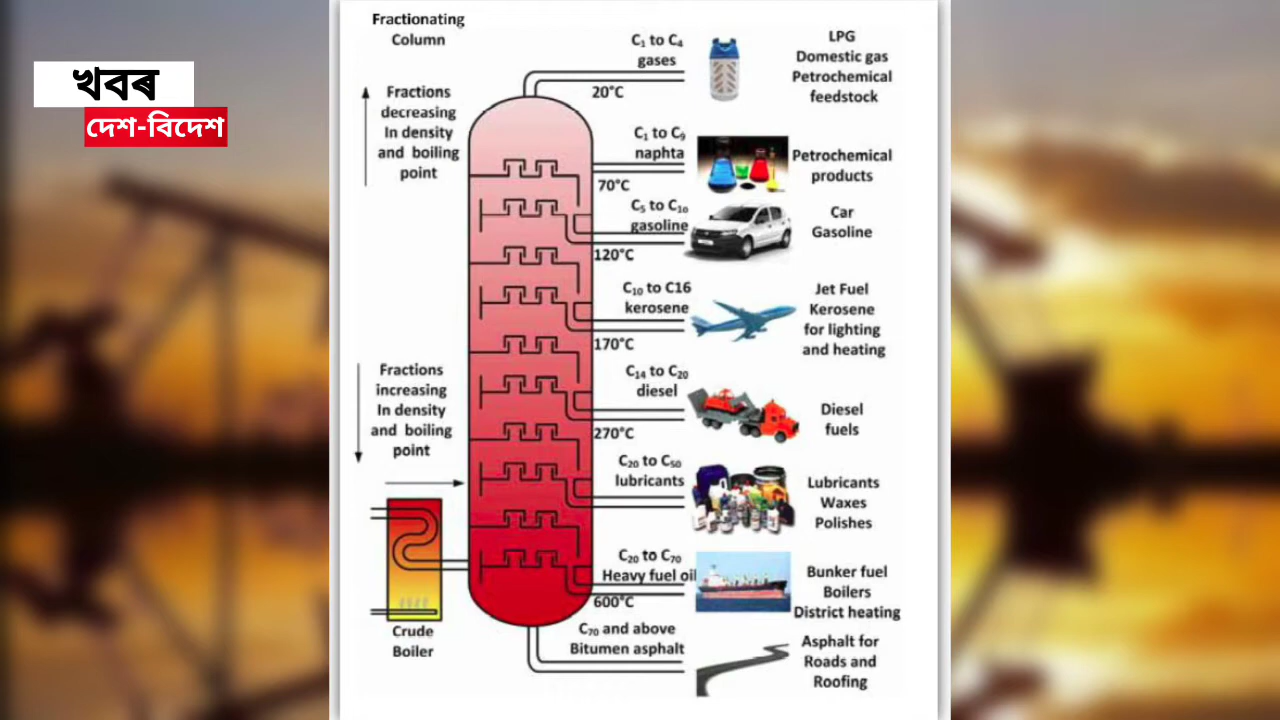 খবৰ
দেশ-বিদেশ
Fractionating
Column
Fractions
decreasing
In density
and boiling
point
Fractions
increasing
In density
and boiling
point
Crude
Boiler
C₁ to C₄
gases
20°C
LPG
Domestic gas
Petrochemical
feedstock
C₁ to C₉
naphta
70°C
Petrochemical
products
C₅ to C₁₀
gasoline
120°C
Car
Gasoline
C₁₀ to C16
kerosene
170°C
Jet Fuel
Kerosene
for lighting
and heating
C₁₄ to C₂₀
diesel
270°C
Diesel
fuels
C₂₀ to C₅₀
lubricants
Lubricants
Waxes
Polishes
C₂₀ to C₇₀
Heavy fuel oil
600°C
Bunker fuel
Boilers
District heating
C₇₀ and above
Bitumen asphalt
Asphalt for
Roads and
Roofing